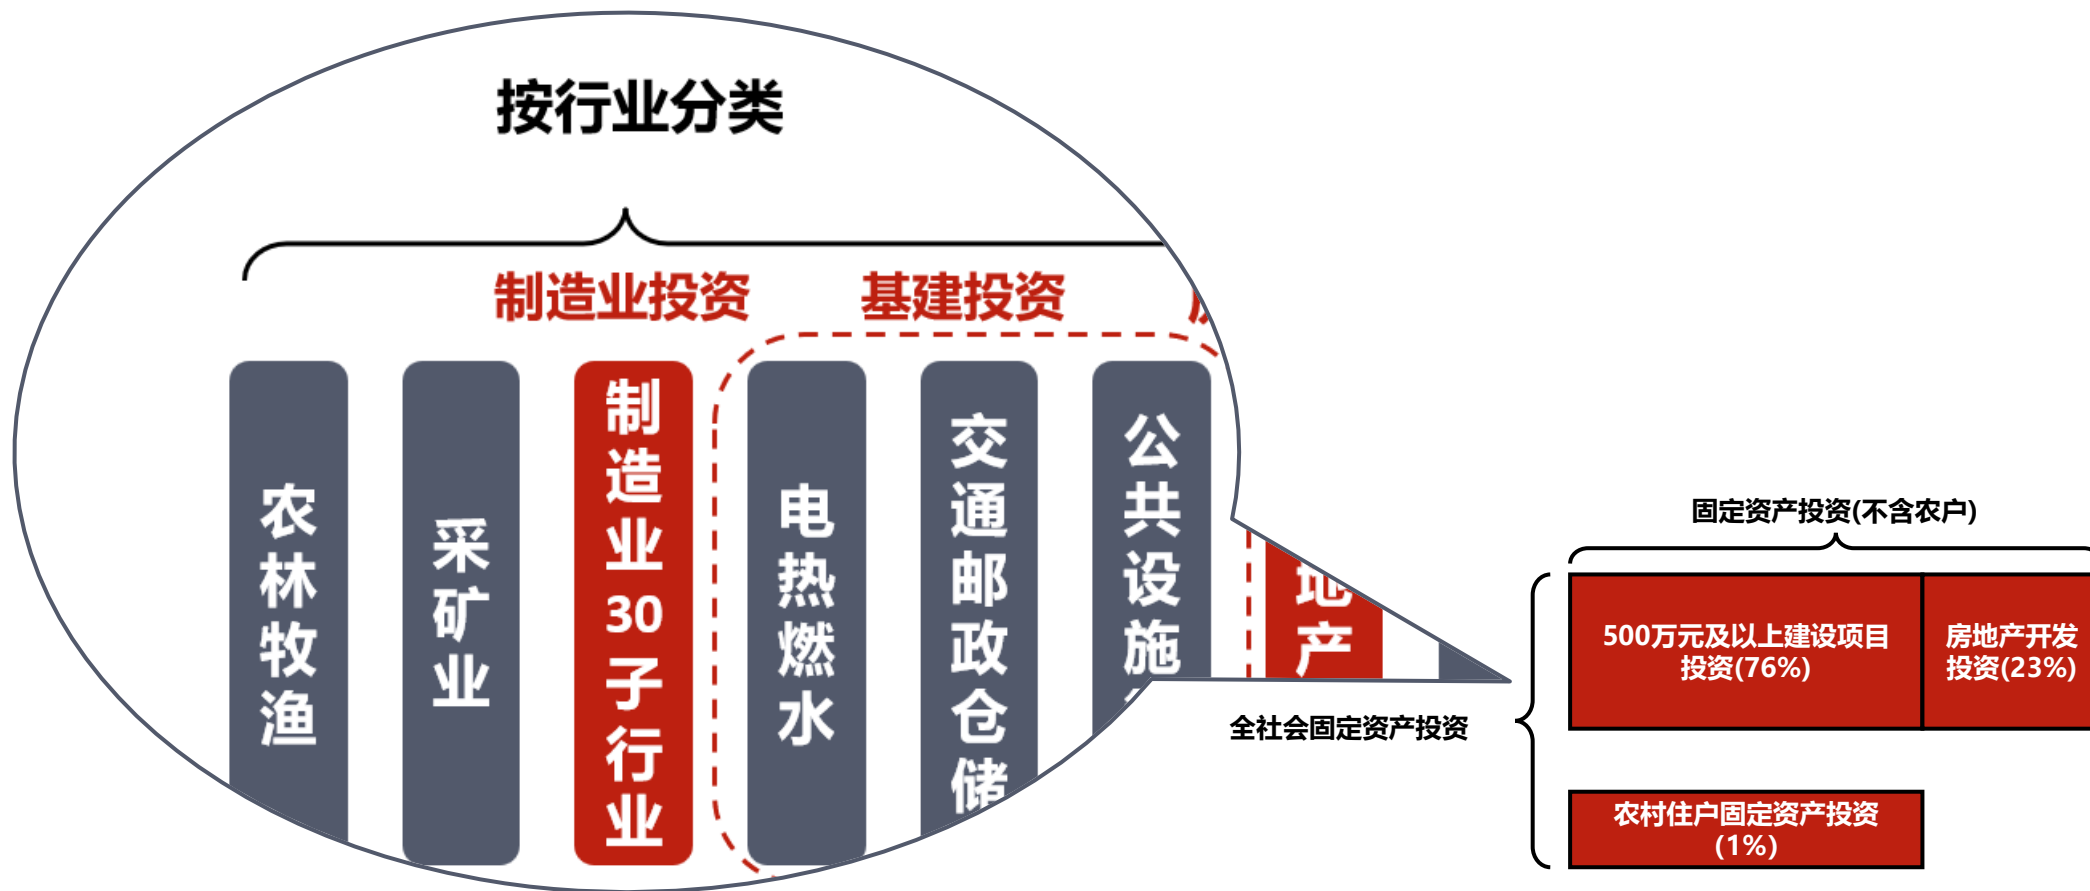 按行业分类
制造业投资
基建投资
农林牧渔
采矿业
制造业30子行业
电热燃水
交通邮政仓储
公共设施
地产
固定资产投资(不含农户)
500万元及以上建设项目
投资(76%)
房地产开发
投资(23%)
全社会固定资产投资
农村住户固定资产投资
(1%)